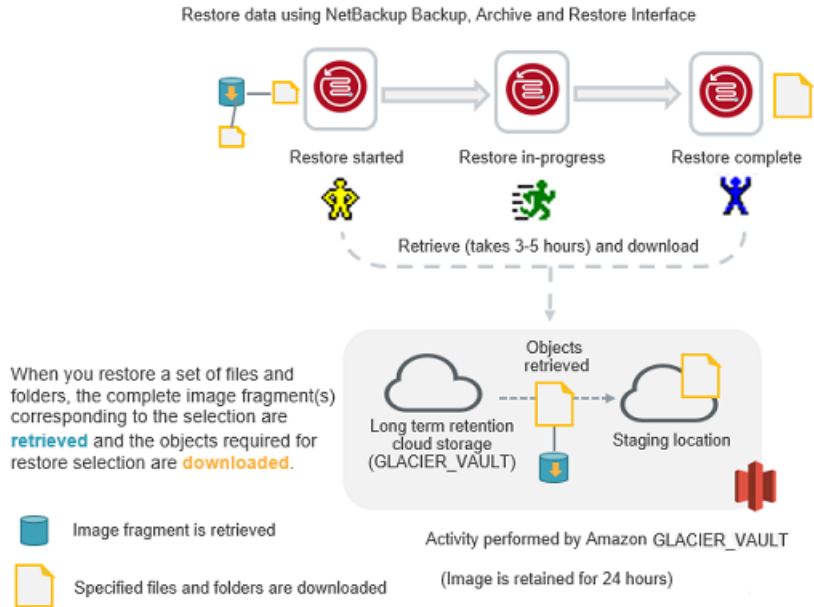 Restore data using NetBackup Backup, Archive and Restore Interface
Restore started
Restore in-progress
Restore complete
Retrieve (takes 3-5 hours) and download
When you restore a set of files and
folders, the complete image fragment(s)
corresponding to the selection are
retrieved and the objects required for
restore selection are downloaded.
Objects
retrieved
Long term retention
cloud storage
(GLACIER_VAULT)
Staging location
Image fragment is retrieved
Specified files and folders are downloaded
Activity performed by Amazon GLACIER_VAULT
(Image is retained for 24 hours)